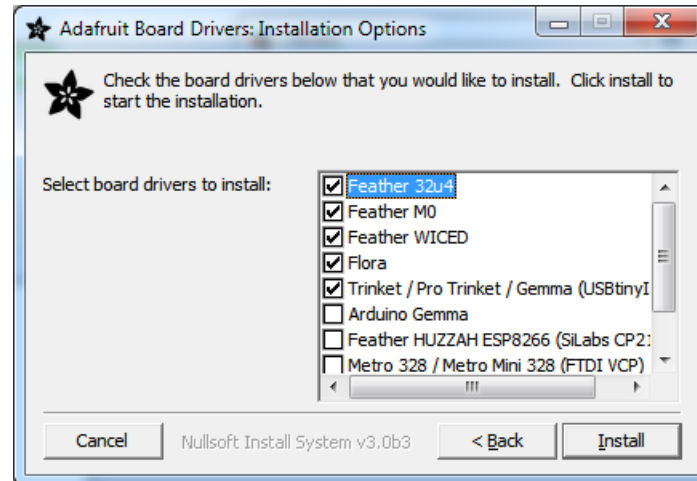 Adafruit Board Drivers: Installation Options
Check the board drivers below that you would like to install. Click install to
start the installation.
Select board drivers to install:
Feather 32u4
Feather M0
Feather WICED
Flora
Trinket / Pro Trinket / Gemma (USBtinyI
Arduino Gemma
Feather HUZZAH ESP8266 (SiLabs CP21
Metro 328 / Metro Mini 328 (FTDI VCP)
Cancel
Nullsoft Install System v3.0b3
< Back
Install